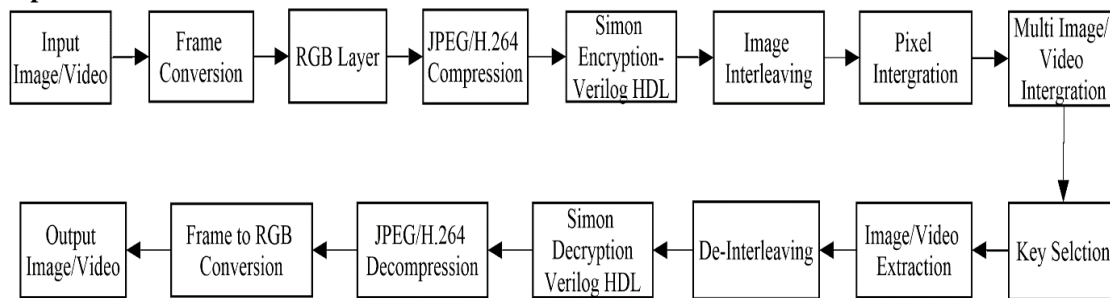 Input
Image/Video
Frame
Conversion
RGB Layer
JPEG/H.264
Compression
Simon
Encryption-
Verilog HDL
Image
Interleaving
Pixel
Intergration
Multi Image/
Video
Intergration
Key Selction
Image/Video
Extraction
De-Interleaving
Simon
Decryption
Verilog HDL
JPEG/H.264
Decompression
Frame to RGB
Conversion
Output
Image/Video